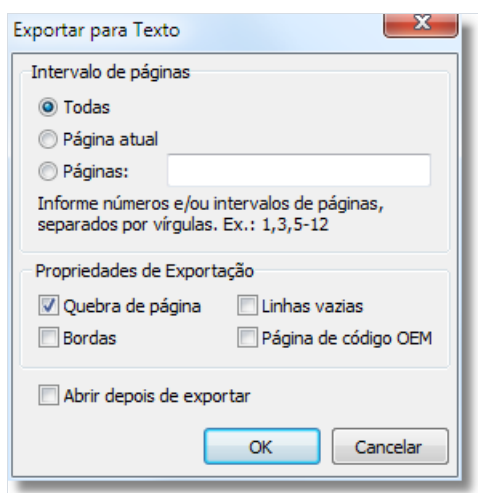 Exportar para Texto
Intervalo de páginas
Todas
Página atual
Páginas:
Informe números e/ou intervalos de páginas,
separados por vírgulas. Ex.: 1,3,5-12
Propriedades de Exportação
Quebra de página
Linhas vazias
Bordas
Página de código OEM
Abrir depois de exportar
OK
Cancelar